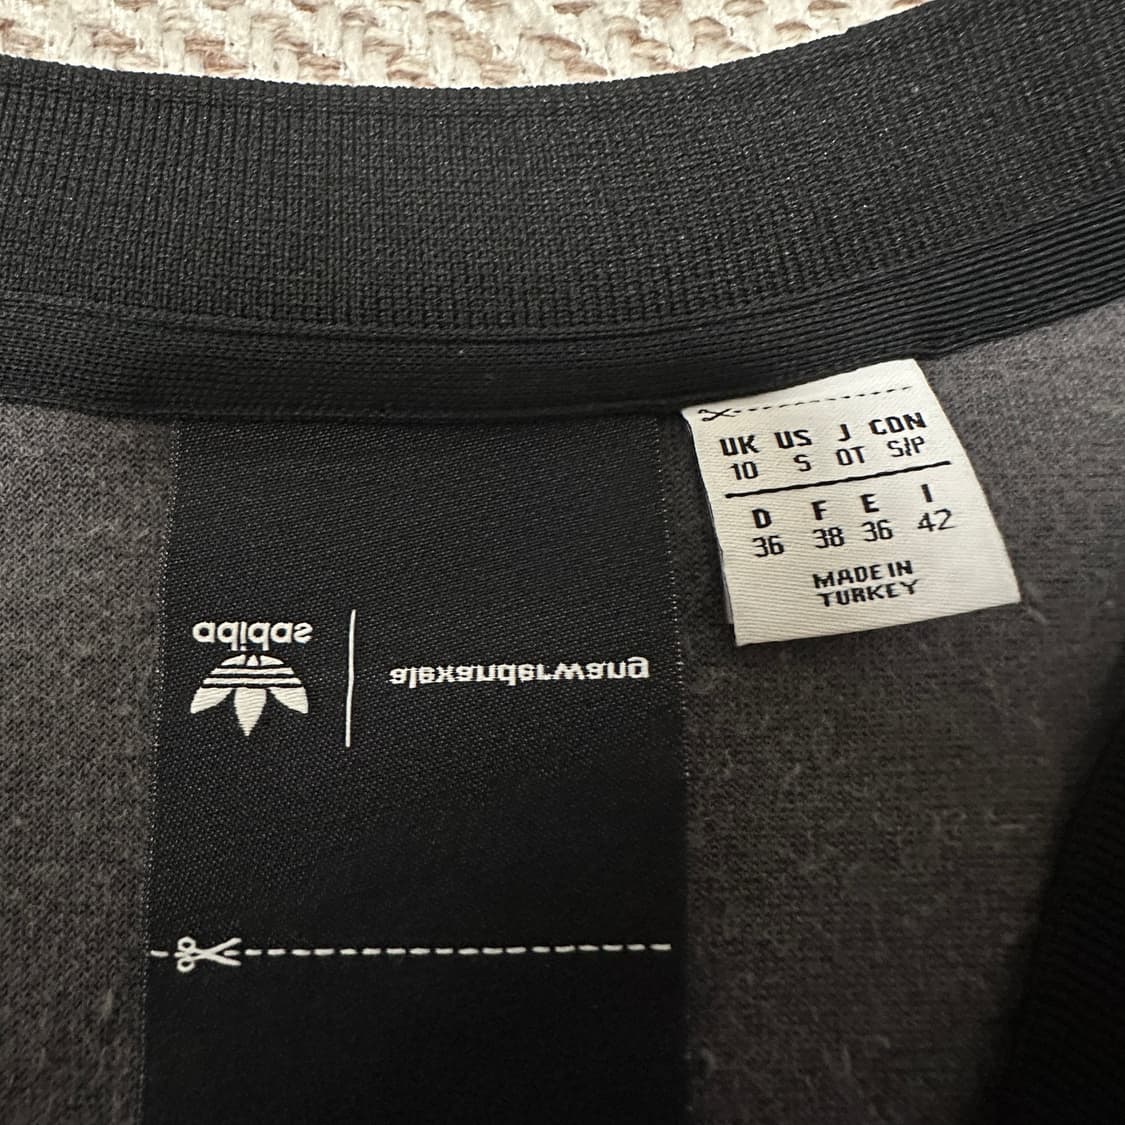 adidas
alexanderwang
UK US J CDN
10 S OT S/P
D F E I
36 38 36 42
MADE IN
TURKEY